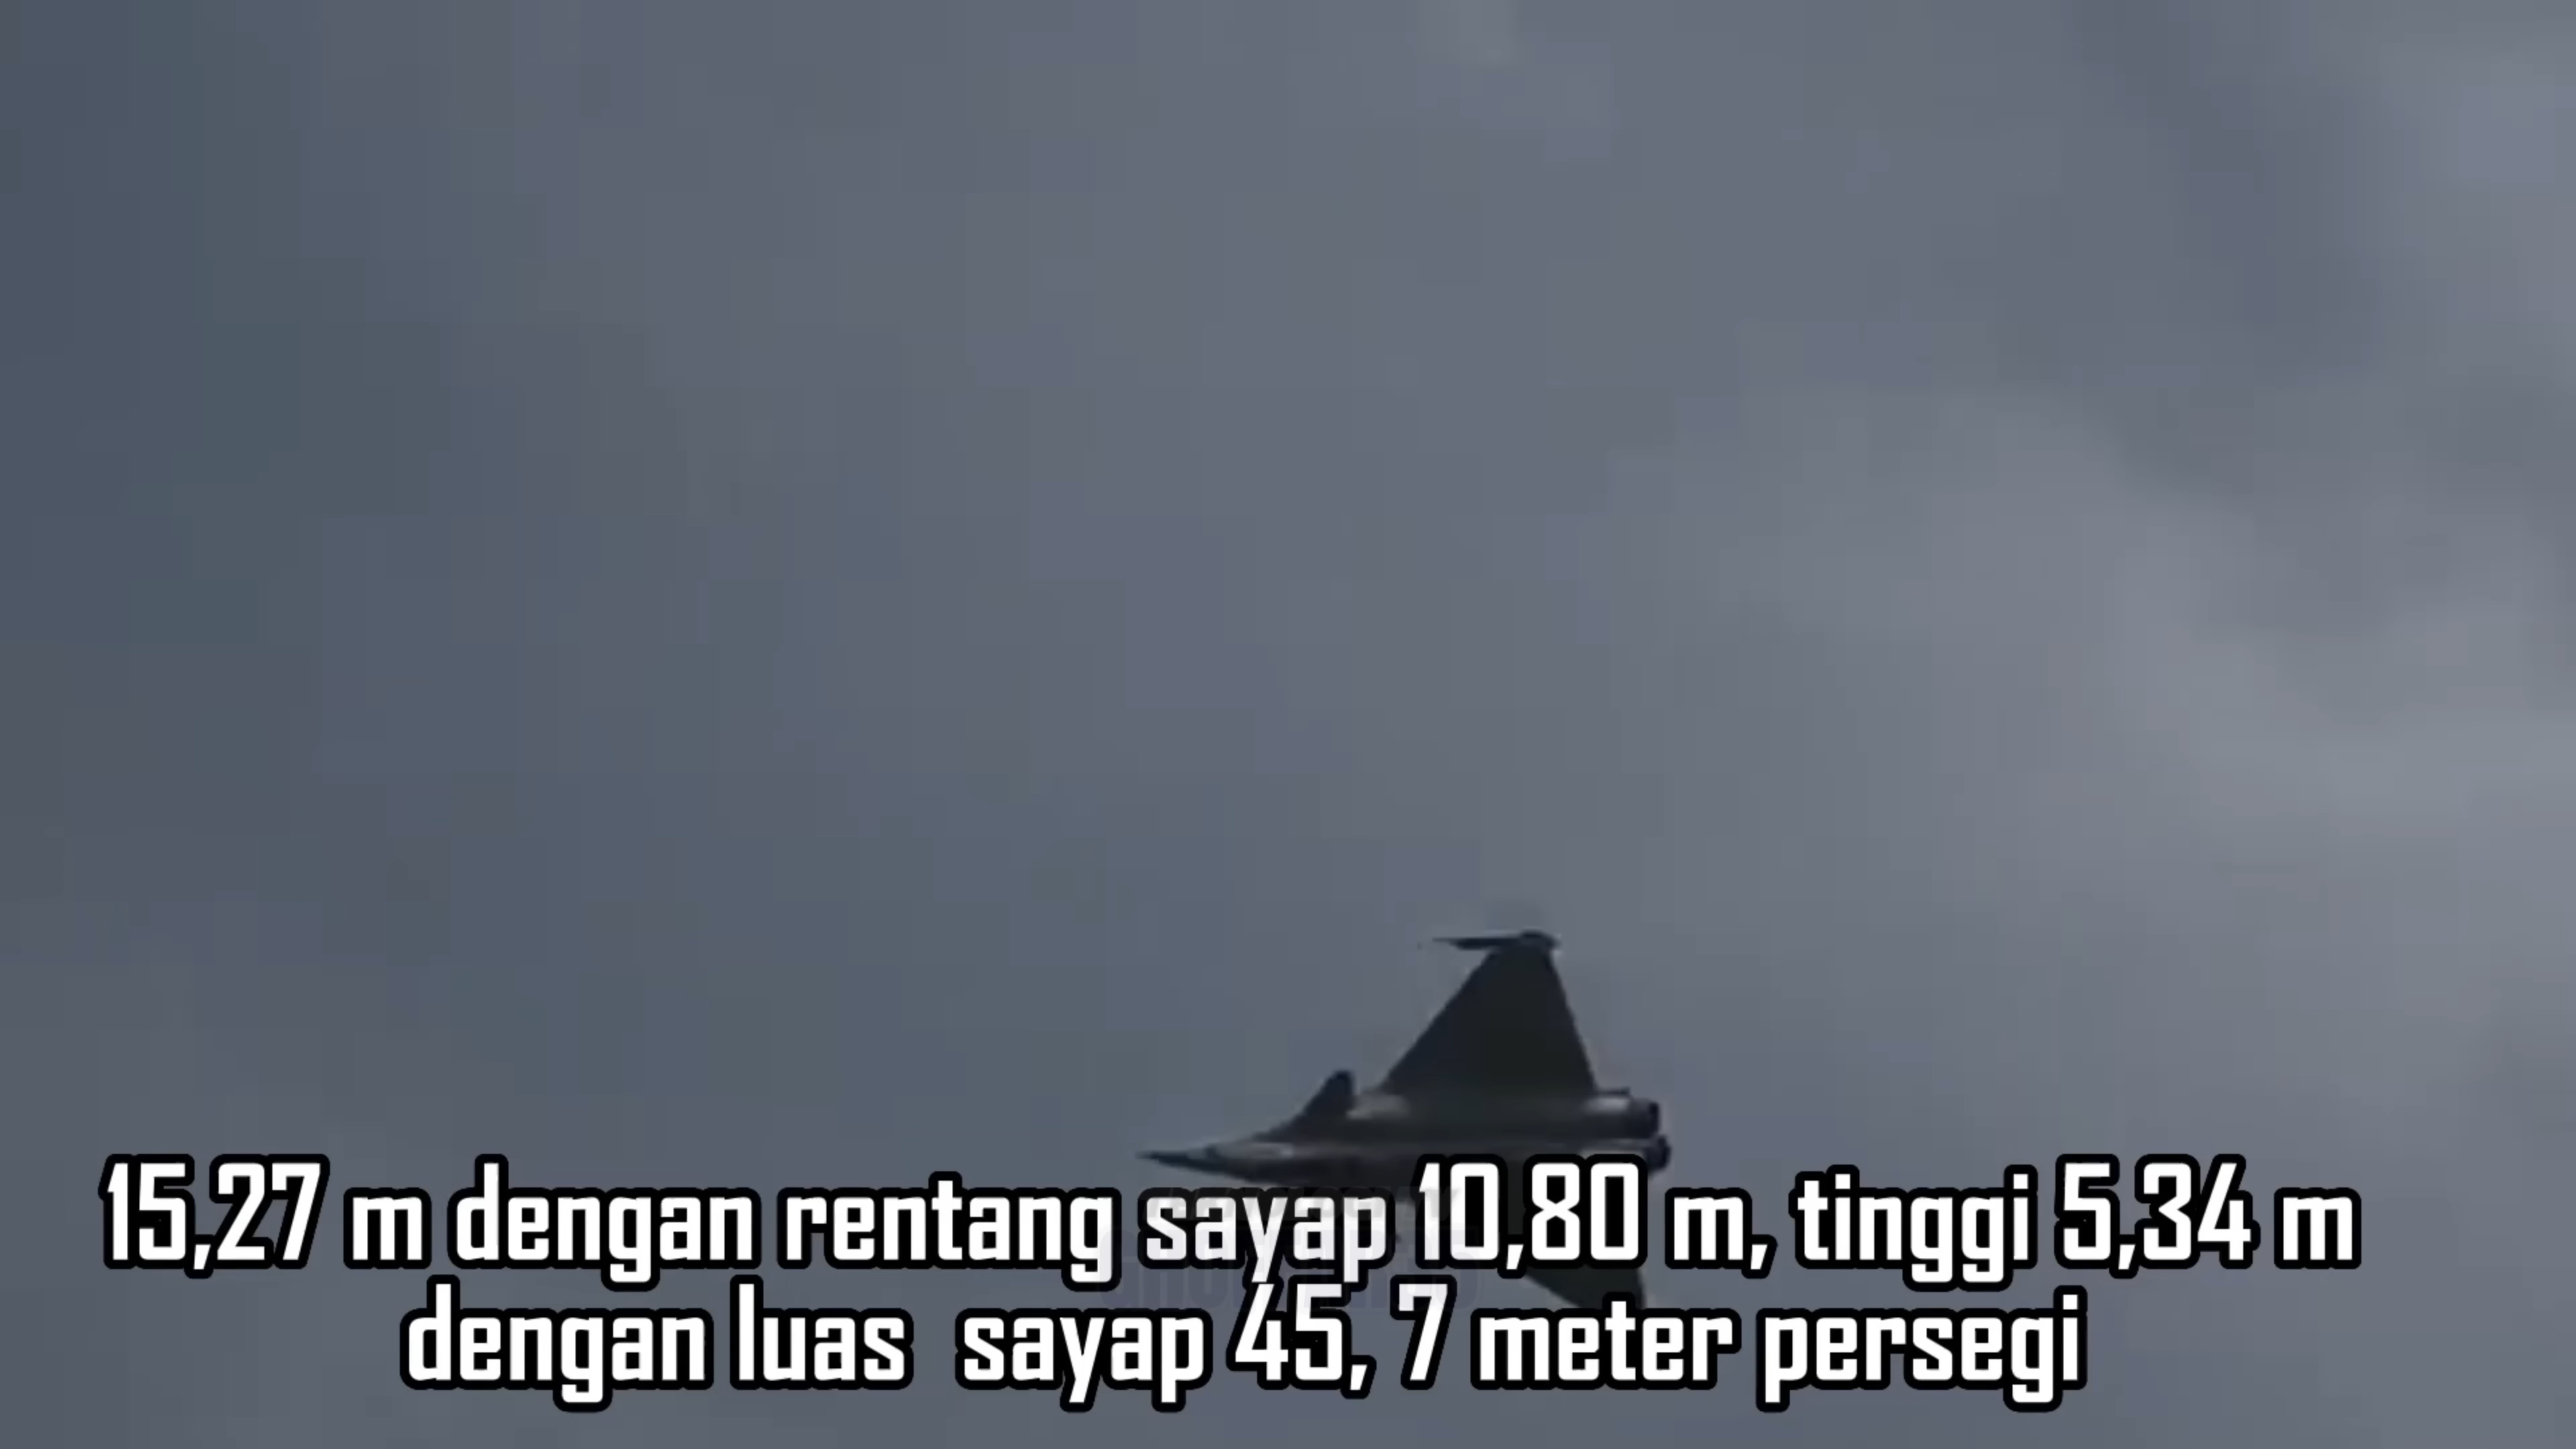 15,27 m dengan rentang sayap 10,80 m, tinggi 5,34 m
dengan luas  sayap 45, 7 meter persegi